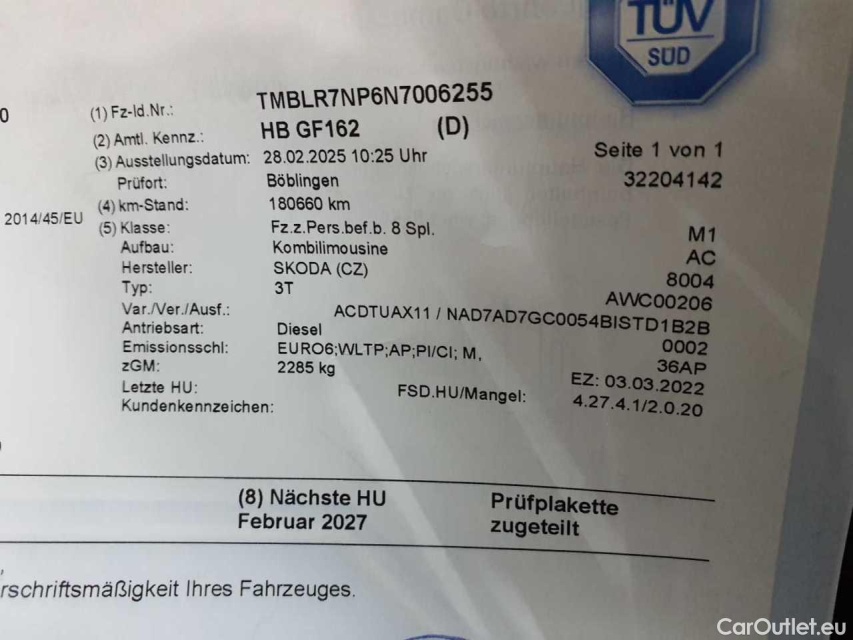 TÜV
SÜD
0
(1) Fz-Id.Nr.: TMBLR7NP6N7006255
(2) Amtl. Kennz.: HB GF162 (D)
(3) Ausstellungsdatum: 28.02.2025 10:25 Uhr Seite 1 von 1
Prüfort: Böblingen 32204142
2014/45/EU (4) km-Stand: 180660 km
(5) Klasse: Fz.z.Pers.bef.b. 8 Spl. M1
Aufbau: Kombilimousine AC
Hersteller: SKODA (CZ) 8004
Typ: 3T AWC00206
Var./Ver./Ausf.: ACDTUAX11 / NAD7AD7GC0054BISTD1B2B
Antriebsart: Diesel 0002
Emissionsschl: EURO6;WLTP;AP;PI/CI; M, 36AP
zGM: 2285 kg EZ: 03.03.2022
Letzte HU: FSD.HU/Mangel: 4.27.4.1/2.0.20
Kundenkennzeichen:
(8) Nächste HU Prüfplakette
Februar 2027 zugeteilt
rschriftsmäßigkeit Ihres Fahrzeuges.
CarOutlet.eu